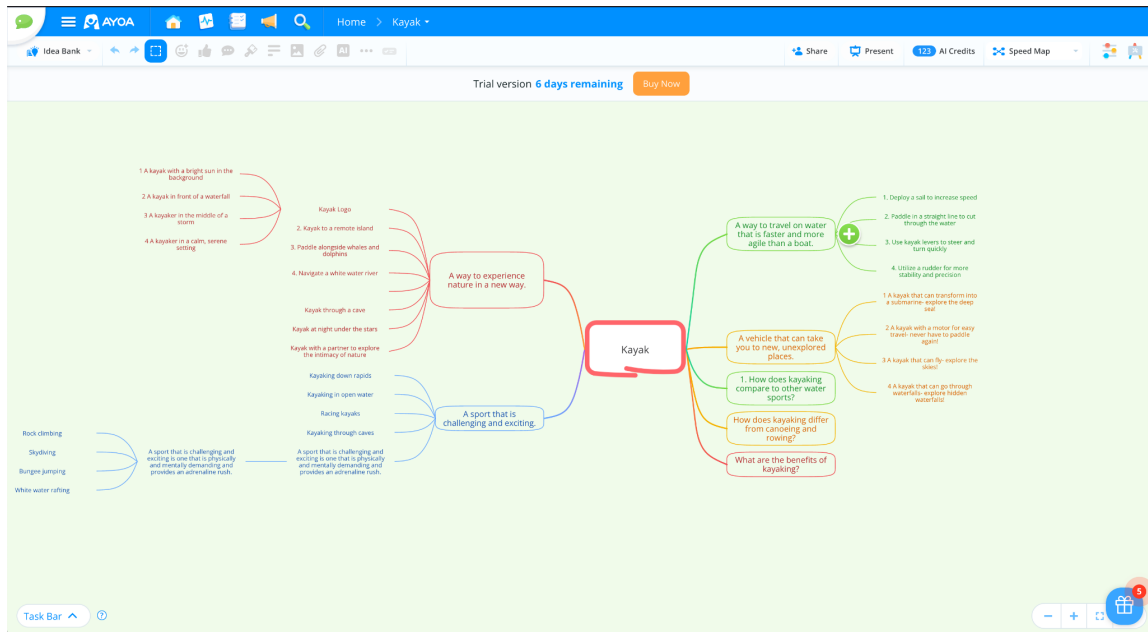 AYOA
Home > Kayak
Idea Bank
AI
Share
Present
123 AI Credits
Speed Map
Trial version 6 days remaining
Buy Now
1 A kayak with a bright sun in the
background
2 A kayak in front of a waterfall
3 A kayaker in the middle of a
storm
4 A kayaker in a calm, serene
setting
Kayak Logo
2. Kayak to a remote island
3. Paddle alongside whales and
dolphins
4. Navigate a white water river
Kayak through a cave
Kayak at night under the stars
Kayak with a partner to explore
the intimacy of nature
A way to experience
nature in a new way.
Kayaking down rapids
Kayaking in open water
Racing kayaks
Kayaking through caves
A sport that is challenging and
exciting is one that is physically
and mentally demanding and
provides an adrenaline rush.
A sport that is
challenging and exciting.
Rock climbing
Skydiving
Bungee jumping
White water rafting
A sport that is challenging and
exciting is one that is physically
and mentally demanding and
provides an adrenaline rush.
Kayak
A way to travel on water
that is faster and more
agile than a boat.
1. Deploy a sail to increase speed
2. Paddle in a straight line to cut
through the water
3. Use kayak levers to steer and
turn quickly
4. Utilize a rudder for more
stability and precision
A vehicle that can take
you to new, unexplored
places.
1 A kayak that can transform into
a submarine- explore the deep
sea!
2 A kayak with a motor for easy
travel- never have to paddle
again!
3 A kayak that can fly- explore the
skies!
4 A kayak that can go through
waterfalls- explore hidden
waterfalls!
1. How does kayaking
compare to other water
sports?
How does kayaking differ
from canoeing and
rowing?
What are the benefits of
kayaking?
Task Bar
5